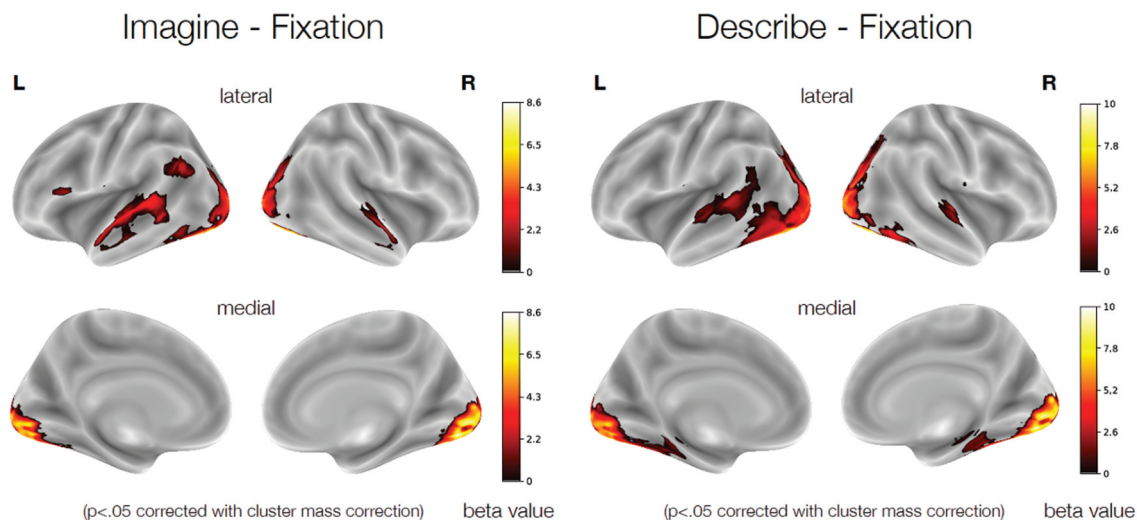 Imagine - Fixation
L
lateral
R
8.6
6.5
4.3
2.2
0
medial
8.6
6.5
4.3
2.2
0
(p<.05 corrected with cluster mass correction)
beta value
Describe - Fixation
L
lateral
R
10
7.8
5.2
2.6
0
medial
10
7.8
5.2
2.6
0
(p<.05 corrected with cluster mass correction)
beta value